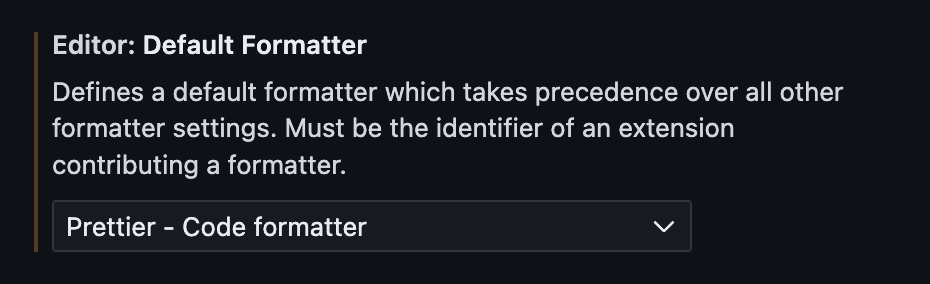 Editor: Default Formatter
Defines a default formatter which takes precedence over all other
formatter settings. Must be the identifier of an extension
contributing a formatter.
Prettier - Code formatter